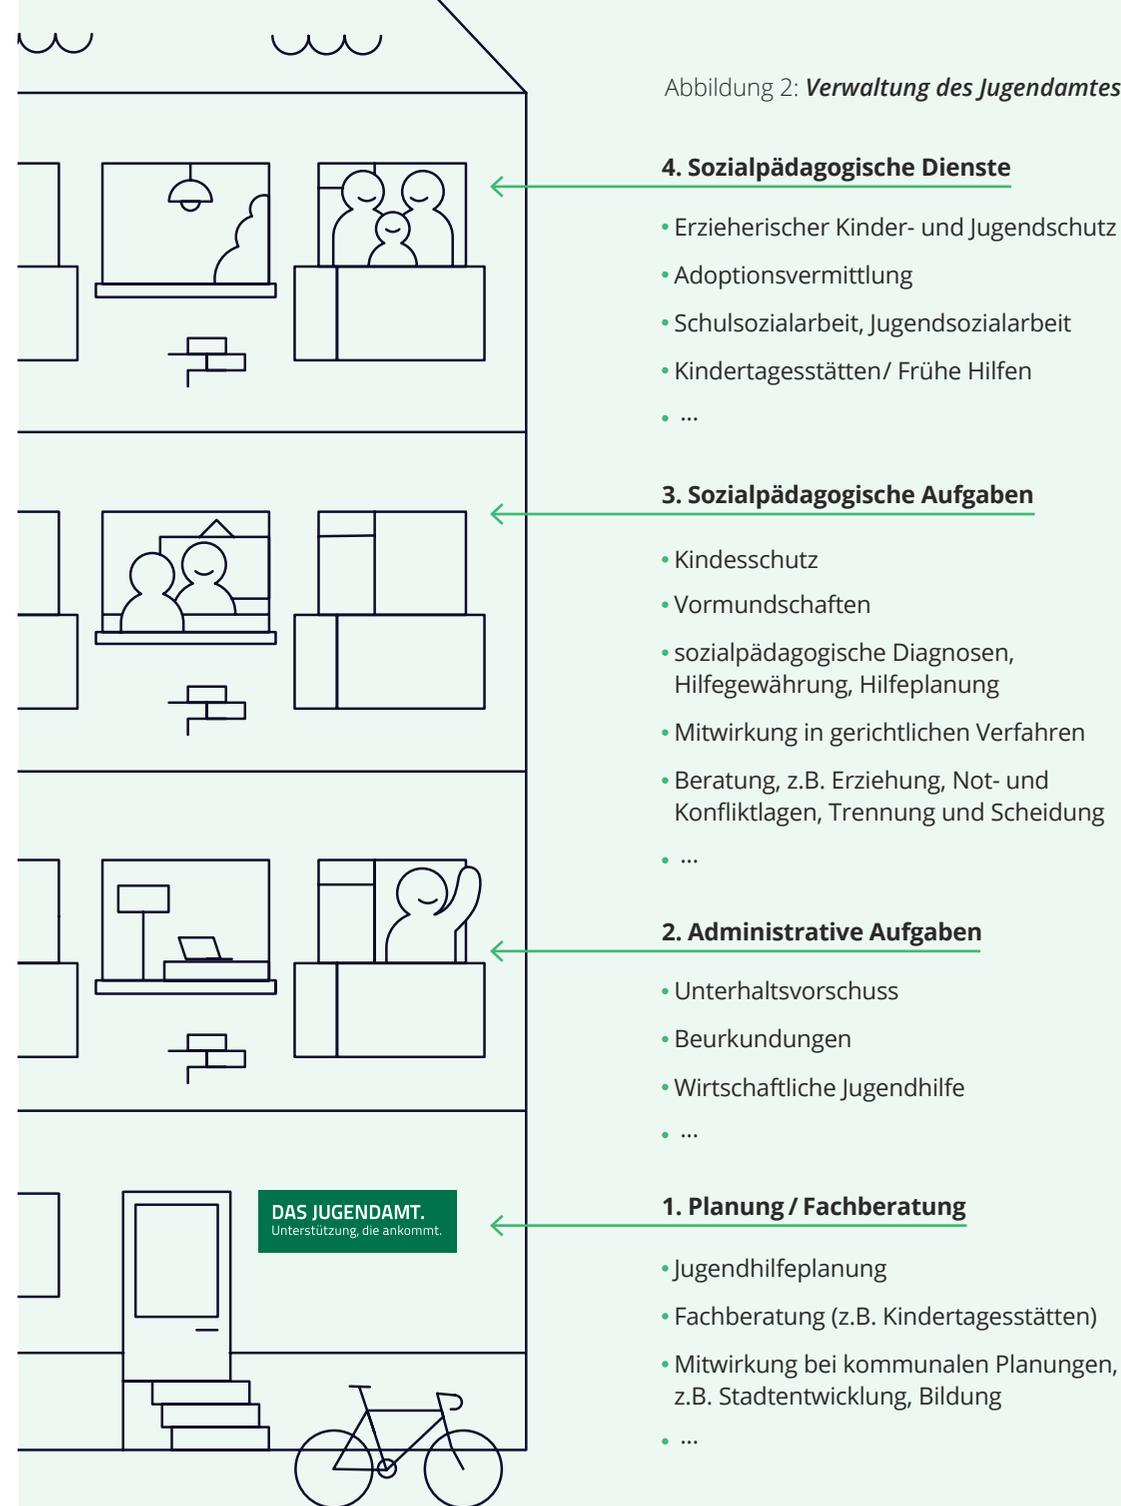 Abbildung 2: Verwaltung des Jugendamtes
4. Sozialpädagogische Dienste
• Erzieherischer Kinder- und Jugendschutz
• Adoptionsvermittlung
• Schulsozialarbeit, Jugendsozialarbeit
• Kindertagesstätten/ Frühe Hilfen
• ...
3. Sozialpädagogische Aufgaben
• Kindesschutz
• Vormundschaften
• sozialpädagogische Diagnosen,
Hilfegewährung, Hilfeplanung
• Mitwirkung in gerichtlichen Verfahren
• Beratung, z.B. Erziehung, Not- und
Konfliktlagen, Trennung und Scheidung
• ...
2. Administrative Aufgaben
• Unterhaltsvorschuss
• Beurkundungen
• Wirtschaftliche Jugendhilfe
• ...
DAS JUGENDAMT.
Unterstützung, die ankommt.
1. Planung / Fachberatung
• Jugendhilfeplanung
• Fachberatung (z.B. Kindertagesstätten)
• Mitwirkung bei kommunalen Planungen,
z.B. Stadtentwicklung, Bildung
• ...